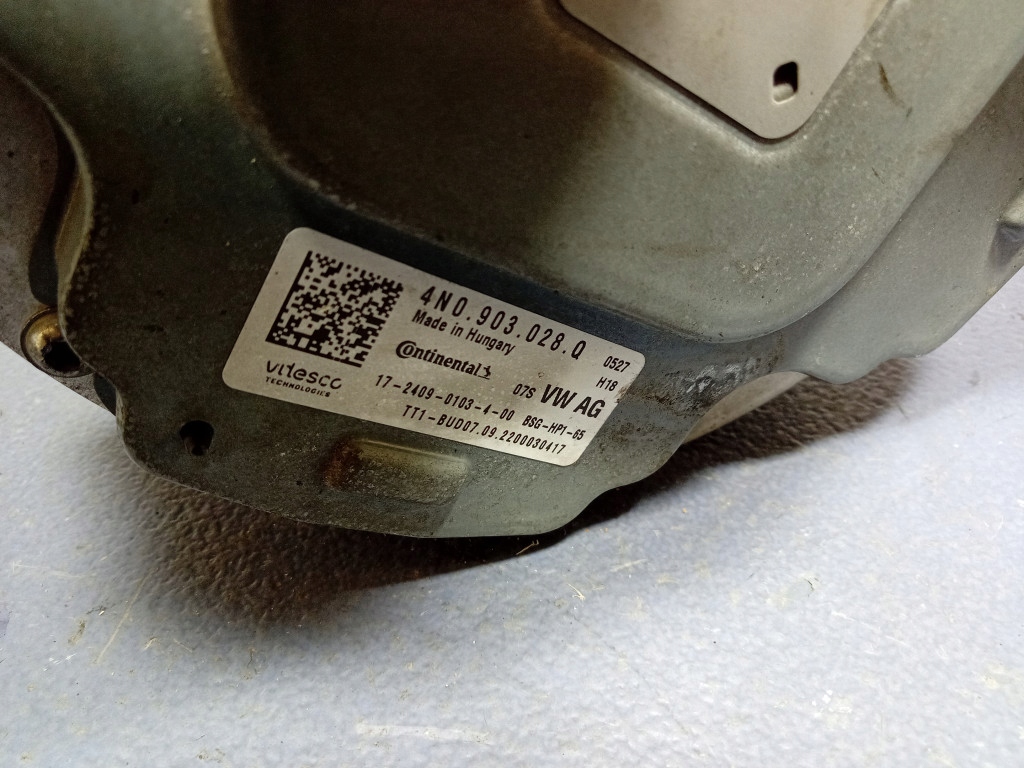 4N0.903.028.Q 0527
Made in Hungary H18
Continental 07S VW AG
vitesco
TECHNOLOGIES
17-2409-0103-4-00 BSG-HP1-65
TT1-BUD07.09.2200030417